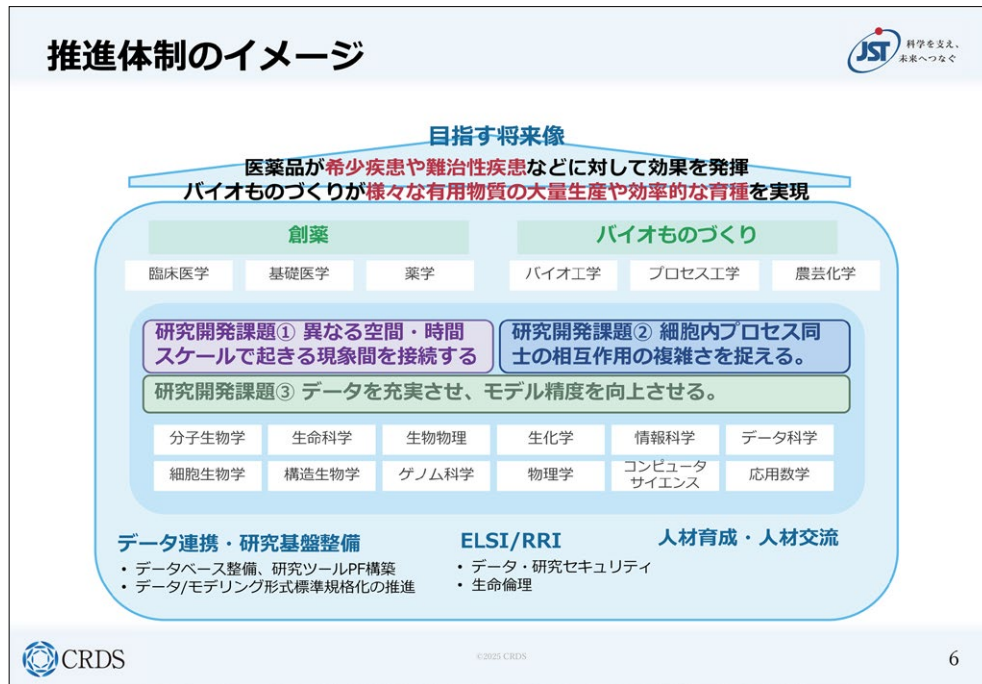 推進体制のイメージ
JST
科学を支え、
未来へつなぐ
目指す将来像
医薬品が希少疾患や難治性疾患などに対して効果を発揮
バイオものづくりが様々な有用物質の大量生産や効率的な育種を実現
創薬
バイオものづくり
臨床医学
基礎医学
薬学
バイオ工学
プロセス工学
農芸化学
研究開発課題① 異なる空間・時間
スケールで起きる現象間を接続する
研究開発課題② 細胞内プロセス同
士の相互作用の複雑さを捉える。
研究開発課題③ データを充実させ、モデル精度を向上させる。
分子生物学
生命科学
生物物理
生化学
情報科学
データ科学
細胞生物学
構造生物学
ゲノム科学
物理学
コンピュータ
サイエンス
応用数学
データ連携・研究基盤整備
• データベース整備、研究ツールPF構築
• データ/モデリング形式標準規格化の推進
ELSI/RRI
• データ・研究セキュリティ
• 生命倫理
人材育成・人材交流
CRDS
©2025 CRDS
6